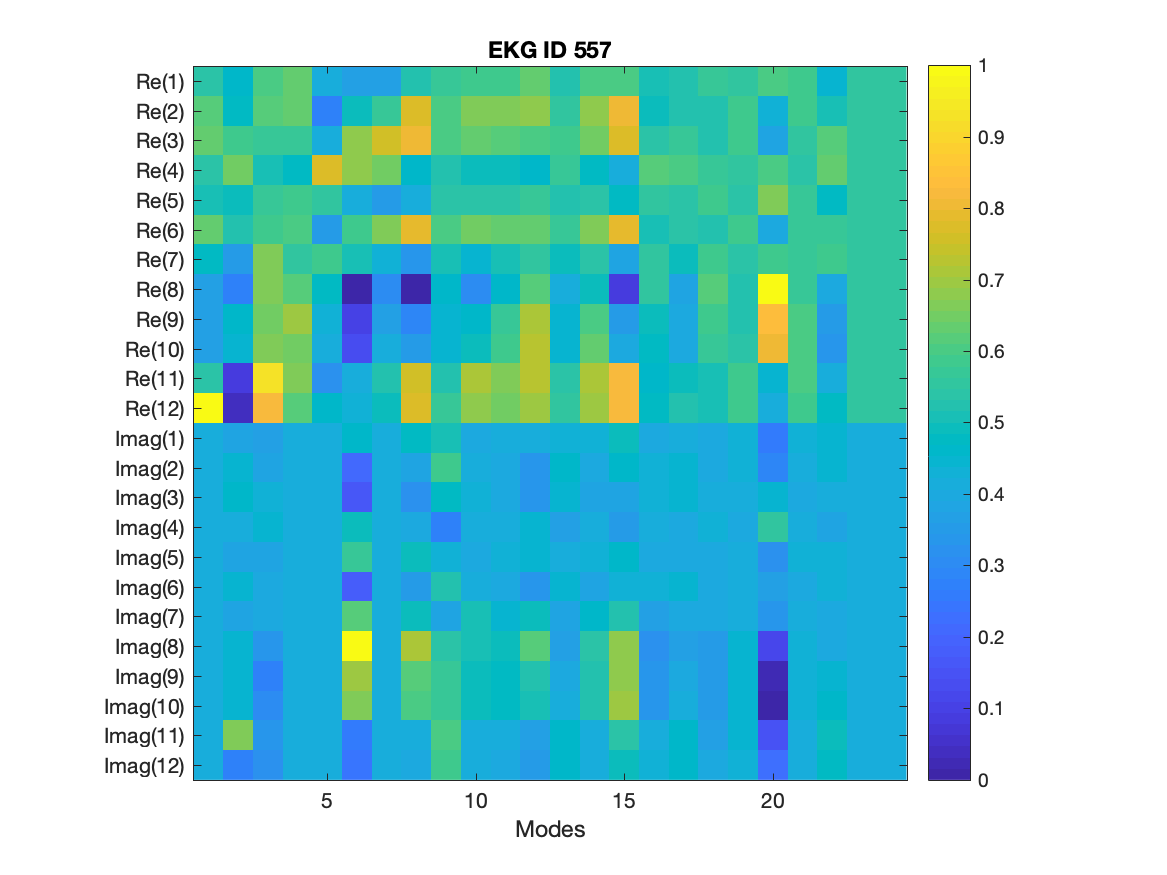 EKG ID 557
Re(1)
Re(2)
Re(3)
Re(4)
Re(5)
Re(6)
Re(7)
Re(8)
Re(9)
Re(10)
Re(11)
Re(12)
Imag(1)
Imag(2)
Imag(3)
Imag(4)
Imag(5)
Imag(6)
Imag(7)
Imag(8)
Imag(9)
Imag(10)
Imag(11)
Imag(12)
5 10 15 20
Modes
1
0.9
0.8
0.7
0.6
0.5
0.4
0.3
0.2
0.1
0